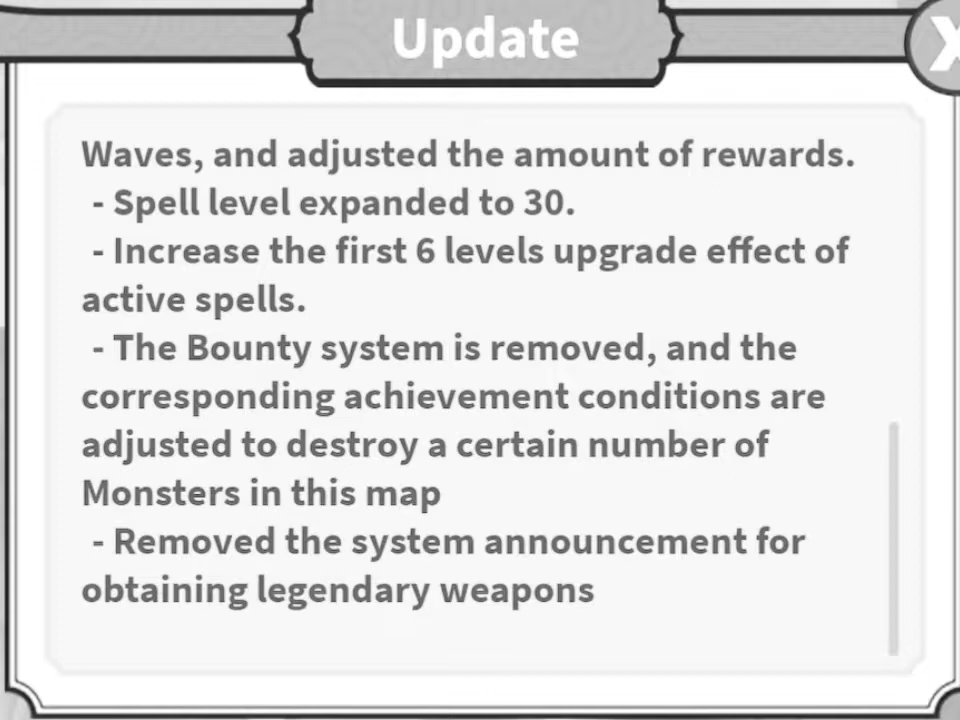 Update
Waves, and adjusted the amount of rewards.
- Spell level expanded to 30.
- Increase the first 6 levels upgrade effect of
active spells.
- The Bounty system is removed, and the
corresponding achievement conditions are
adjusted to destroy a certain number of
Monsters in this map
- Removed the system announcement for
obtaining legendary weapons